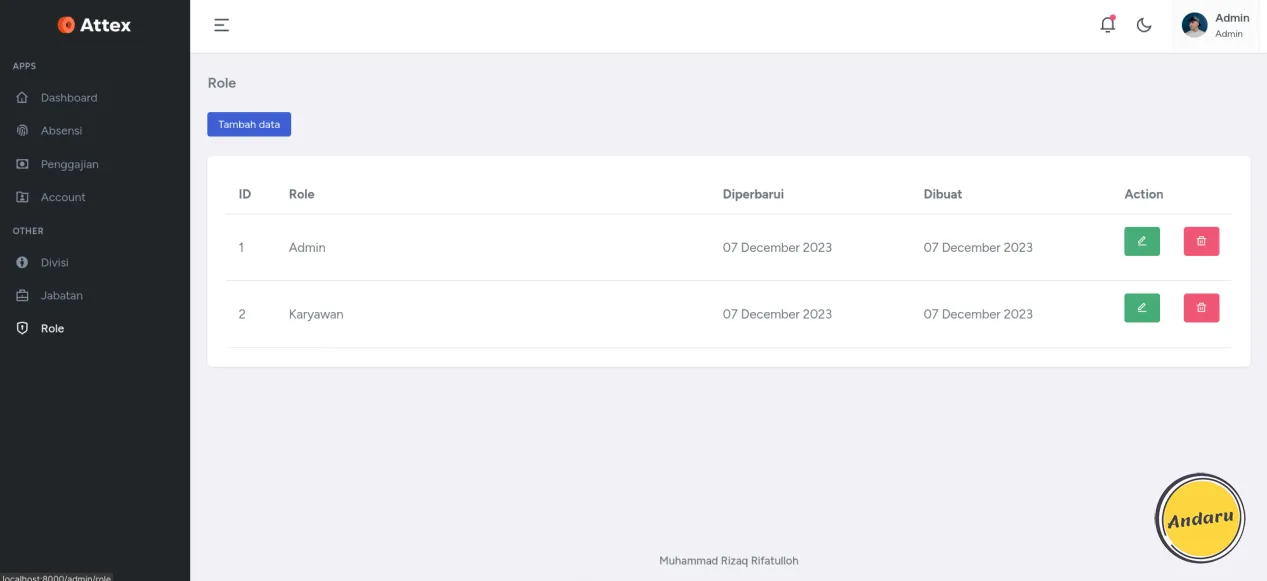 Attex
Admin
Admin
APPS
Dashboard
Absensi
Penggajian
Account
OTHER
Divisi
Jabatan
Role
Role
Tambah data
ID Role Diperbarui Dibuat Action
1 Admin 07 December 2023 07 December 2023
2 Karyawan 07 December 2023 07 December 2023
Andaru
Muhammad Rizaq Rifatulloh
localhost:8000/admin/role